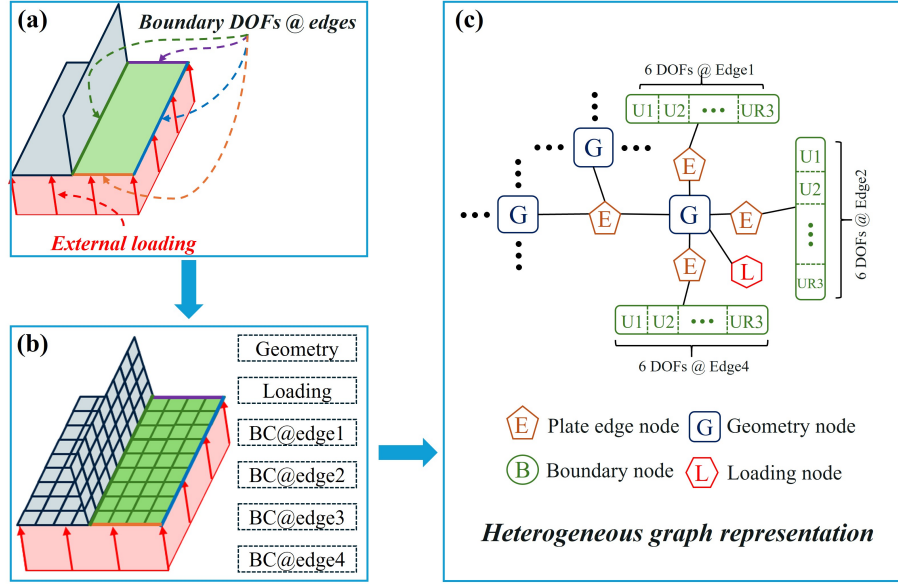 (a)
Boundary DOFs @ edges
External loading
(b)
Geometry
Loading
BC@edge1
BC@edge2
BC@edge3
BC@edge4
(c)
6 DOFs @ Edge1
U1 U2 ••• UR3
G
G
E
E
G
E
E
L
U1
U2
UR3
6 DOFs @ Edge2
U1 U2 ••• UR3
6 DOFs @ Edge4
E Plate edge node
G Geometry node
B Boundary node
L Loading node
Heterogeneous graph representation